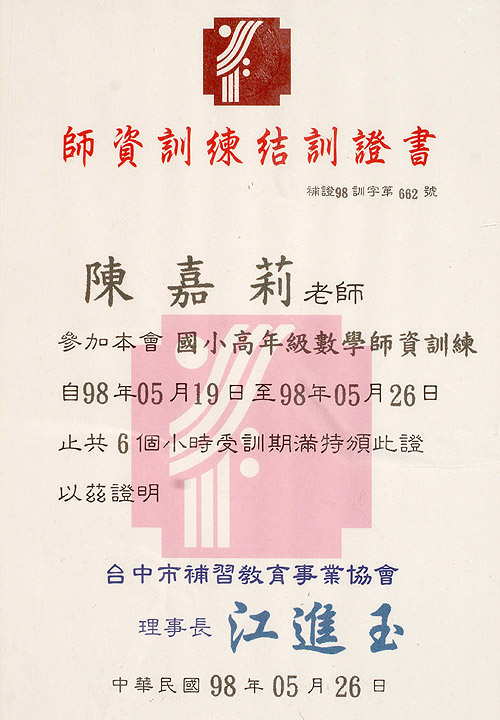 師資訓練結訓證書
補證98訓字第662號
陳嘉莉老師
參加本會 國小高年級數學師資訓練
自98年05月19日至98年05月26日
止共6個小時受訓期滿特頒此證
以茲證明
台中市補習教育事業協會
理事長 江進玉
中華民國98年05月26日